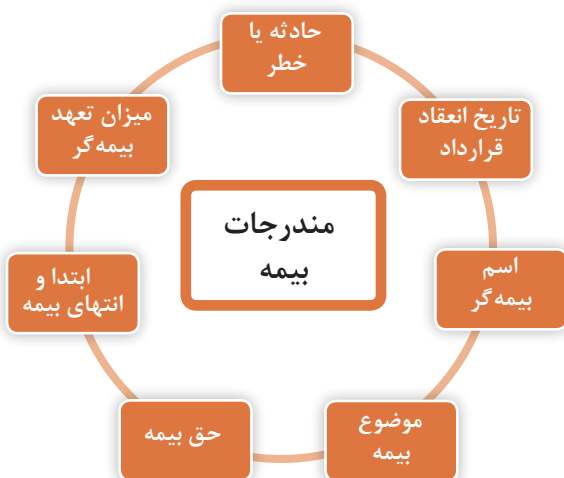 حادثه یا
خطر
تاریخ انعقاد
قرارداد
اسم
بیمه‌گر
موضوع
بیمه
حق بیمه
ابتدا و
انتهای بیمه
میزان تعهد
بیمه‌گر
مندرجات
بیمه